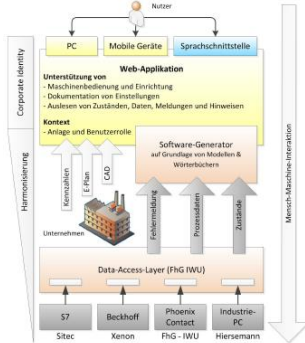 Nutzer
PC
Mobile Geräte
Sprachschnittstelle
Web-Applikation
Unterstützung von
- Maschinenbedienung und Einrichtung
- Dokumentation von Einstellungen
- Auslesen von Zuständen, Daten, Meldungen und Hinweisen
Kontext
- Anlage und Benutzerrolle
Software-Generator
auf Grundlage von Modellen &
Wörterbüchern
Corporate identity
Harmonisierung
Mensch-Maschine-Interation
Kennzahlen
E-Plan
CAD
Unternehmen
Fehlermeldung
Prozessdaten
Zustände
Data-Access-Layer (FhG IWU)
S7
Beckhoff
Phoenix
Contact
Industrie-
PC
Sitec
Xenon
FhG - IWU
Hiersemann